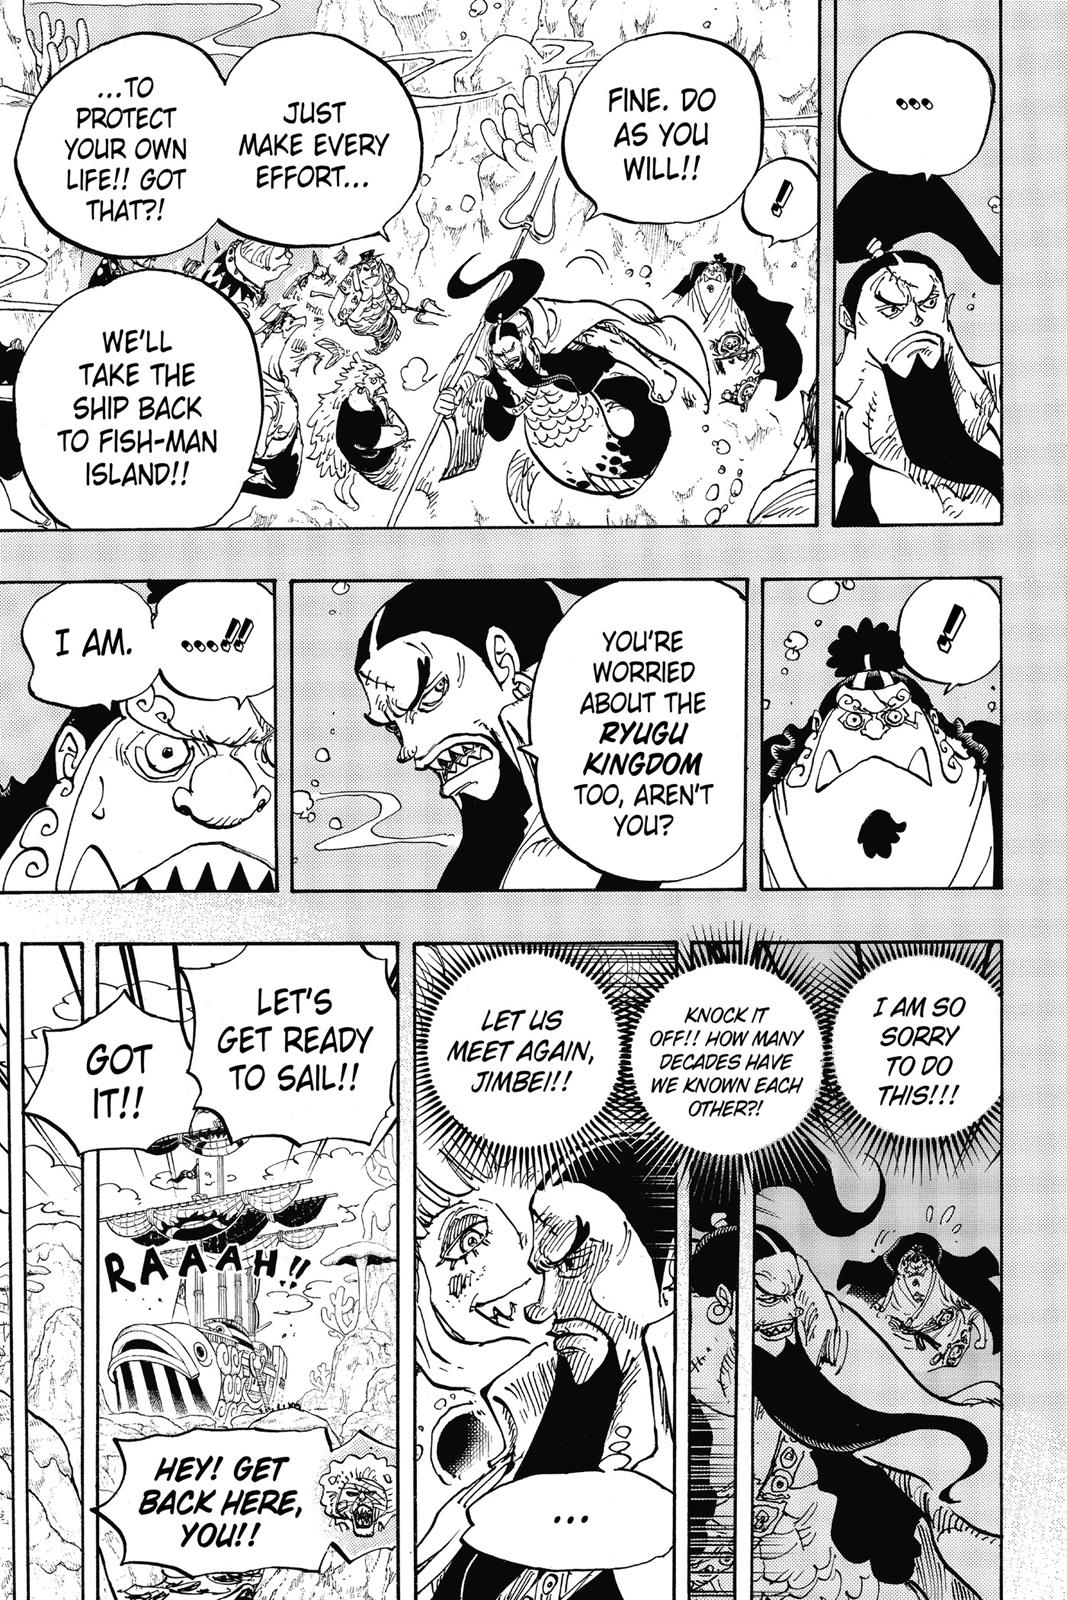 ...
!
FINE. DO
AS YOU
WILL!!
JUST
MAKE EVERY
EFFORT...
...TO
PROTECT
YOUR OWN
LIFE!! GOT
THAT?!
WE'LL
TAKE THE
SHIP BACK
TO FISH-MAN
ISLAND!!
!
YOU'RE
WORRIED
ABOUT THE
RYUGU
KINGDOM
TOO, AREN'T
YOU?
...!!
I AM.
I AM SO
SORRY
TO DO
THIS!!!
KNOCK IT
OFF!! HOW MANY
DECADES HAVE
WE KNOWN EACH
OTHER?!
LET US
MEET AGAIN,
JIMBEI!!
...
LET'S
GET READY
TO SAIL!!
GOT
IT!!
RAAAH!!
HEY! GET
BACK HERE,
YOU!!